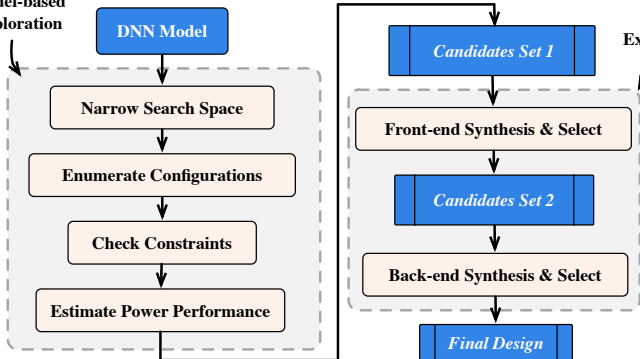 DNN Model
Narrow Search Space
Enumerate Configurations
Check Constraints
Estimate Power Performance
Candidates Set 1
Front-end Synthesis & Select
Candidates Set 2
Back-end Synthesis & Select
Final Design